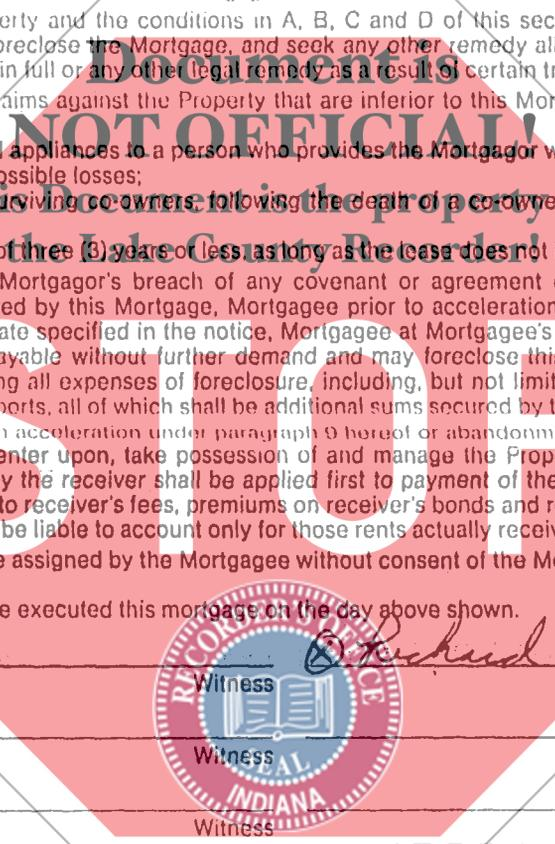 erty and the conditions in A, B, C and D of this sec
oreclose the Mortgage, and seek any other remedy al
Document is
in full or any other legal remedy as a result of certain tr
aims against the Property that are inferior to this Mor
NOT OFFICIAL!
appliances to a person who provides the Mortgagor w
ossible losses;
is Document is the property
urviving co-owners, following the death of a co-owne
the Lake County Recorder!
of three (3) years or less, as long as the lease does not
Mortgagor's breach of any covenant or agreement
red by this Mortgage, Mortgagee prior to acceleration
ate specified in the notice, Mortgagee at Mortgagee's
STOP
ayable without further demand and may foreclose this
ng all expenses of foreclosure, including, but not limit
ports, all of which shall be additional sums secured by t
n acceleration under paragraph 9 hereof or abandonm
enter upon, take possession of and manage the Prop
y the receiver shall be applied first to payment of the
to receiver's fees, premiums on receiver's bonds and r
be liable to account only for those rents actually receiv
e assigned by the Mortgagee without consent of the Mo
e executed this mortgage on the day above shown.
RECORDER'S OFFICE
Richard
Witness
Witness
SEAL
INDIANA
Witness